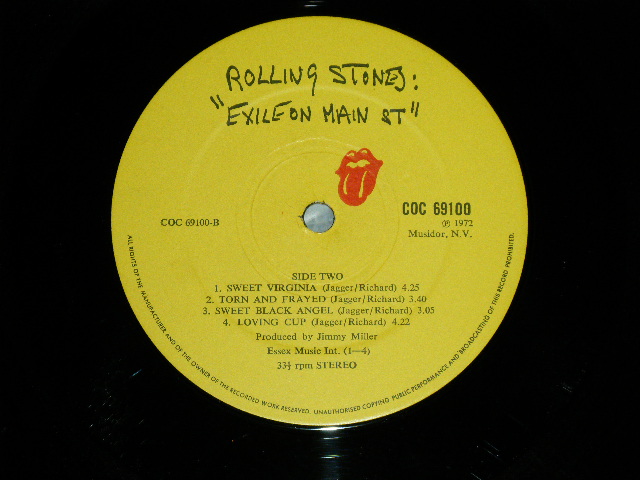 ROLLING STONES:
"EXILE ON MAIN ST"
COC 69100
COC 69100-B
℗ 1972
Musidor, N.V.
SIDE TWO
1. SWEET VIRGINIA (Jagger/Richard) 4.25
2. TORN AND FRAYED (Jagger/Richard) 3.40
3. SWEET BLACK ANGEL (Jagger/Richard) 3.05
4. LOVING CUP (Jagger/Richard) 4.22
Produced by Jimmy Miller
Essex Music Int. (1—4)
33⅓ rpm STEREO
ALL RIGHTS OF THE MANUFACTURER AND OF THE OWNER OF THE RECORDED WORK RESERVED. UNAUTHORISED COPYING PUBLIC PERFORMANCE AND BROADCASTING OF THIS RECORD PROHIBITED.